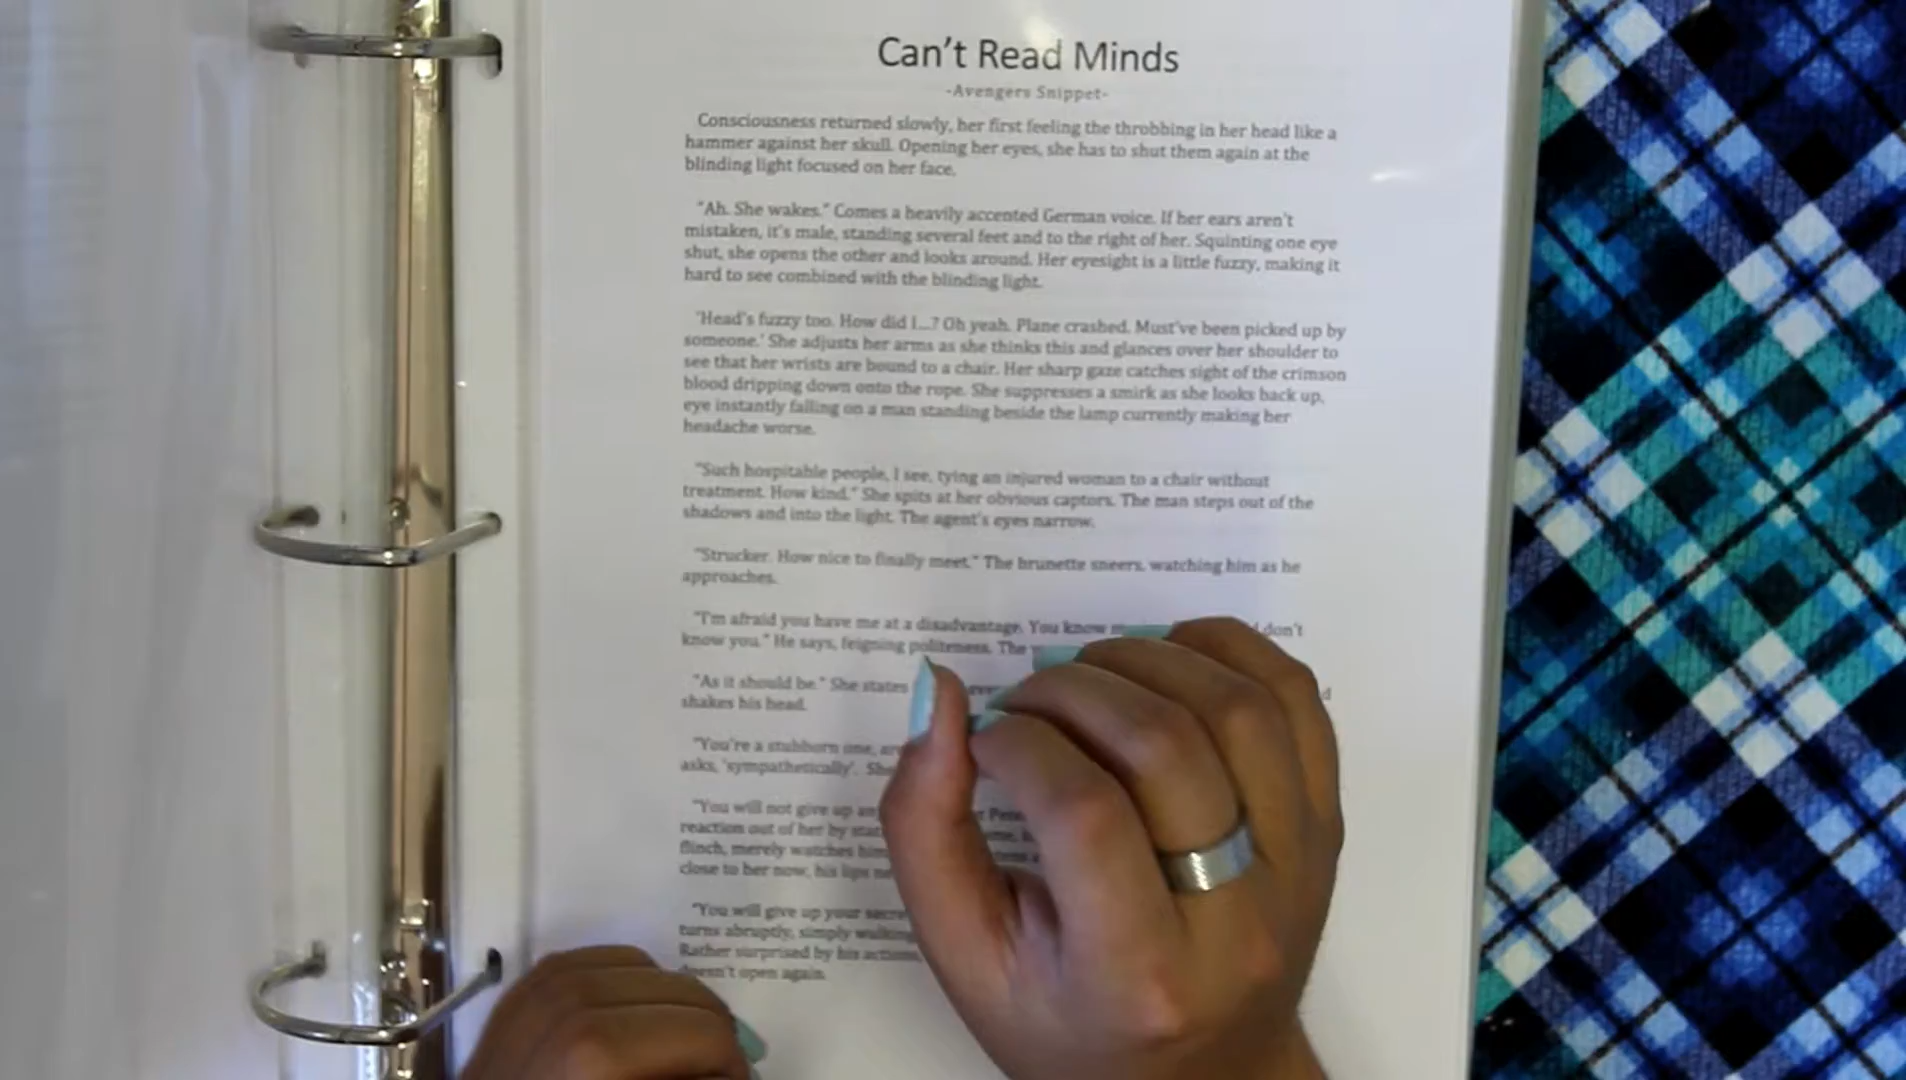 Can't Read Minds
-Avengers Snippet-
Consciousness returned slowly, her first feeling the throbbing in her head like a
hammer against her skull. Opening her eyes, she has to shut them again at the
blinding light focused on her face.
"Ah. She wakes." Comes a heavily accented German voice. If her ears aren't
mistaken, it's male, standing several feet and to the right of her. Squinting one eye
shut, she opens the other and looks around. Her eyesight is a little fuzzy, making it
hard to see combined with the blinding light.
'Head's fuzzy too. How did I...? Oh yeah. Plane crashed. Must've been picked up by
someone.' She adjusts her arms as she thinks this and glances over her shoulder to
see that her wrists are bound to a chair. Her sharp gaze catches sight of the crimson
blood dripping down onto the rope. She suppresses a smirk as she looks back up,
eye instantly falling on a man standing beside the lamp currently making her
headache worse.
"Such hospitable people, I see, tying an injured woman to a chair without
treatment. How kind." She spits at her obvious captors. The man steps out of the
shadows and into the light. The agent's eyes narrow.
"Strucker. How nice to finally meet." The brunette sneers, watching him as he
approaches.
"I'm afraid you have me at a disadvantage. You know don't
know you." He says, feigning politeness. The
"As it should be." She states
shakes his head.
"You're a stubborn one,
asks, 'sympathetically'. She
"You will not give up
reaction out of her by
flinch, merely watches him
close to her now, his lips
"You will give up your
turns abruptly, simply walking
Rather surprised by his actions,
doesn't open again.